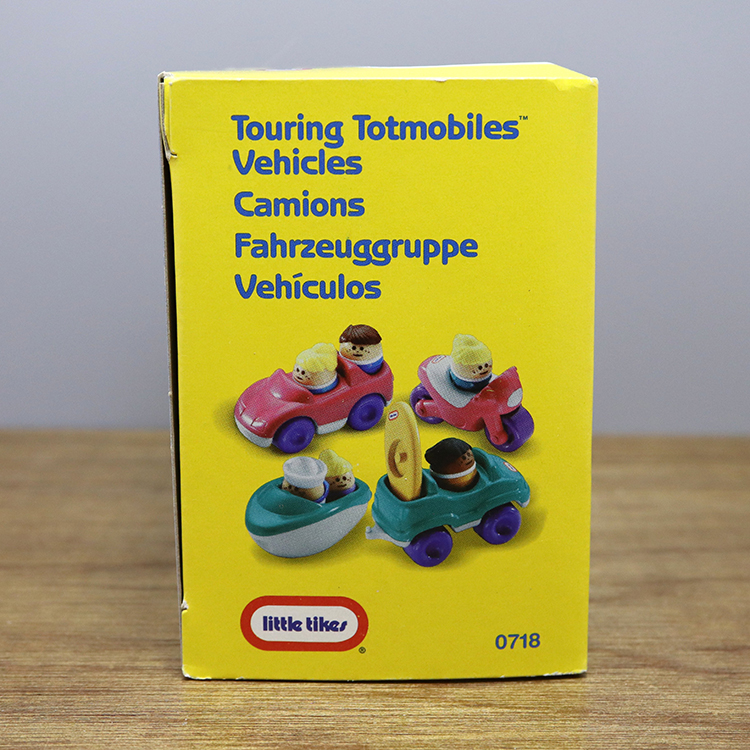 Touring Totmobiles™
Vehicles
Camions
Fahrzeuggruppe
Vehículos
little tikes®
0718